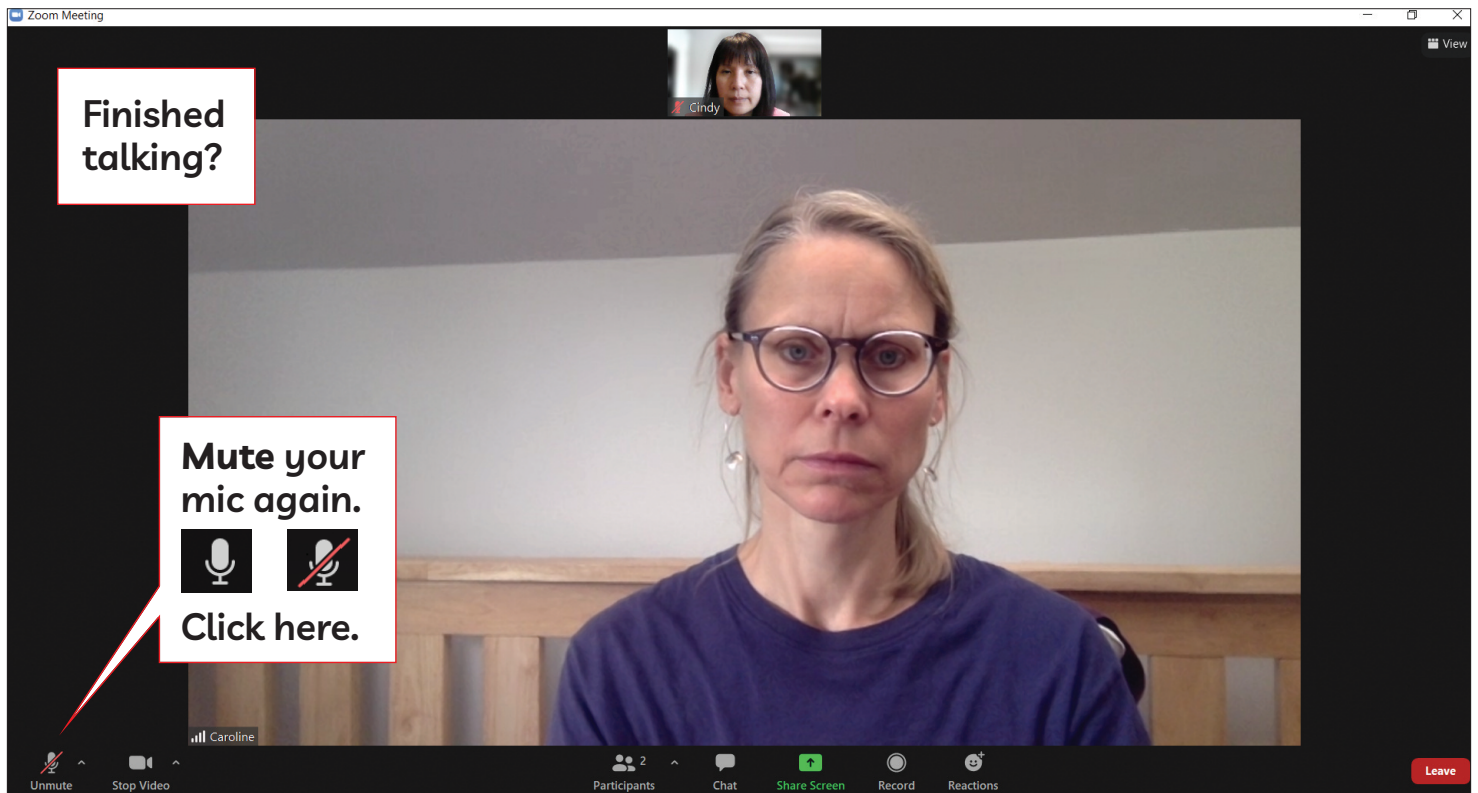 Zoom Meeting
View
Cindy
Finished
talking?
Mute your
mic again.
Click here.
Caroline
Unmute
Stop Video
2
Participants
Chat
Share Screen
Record
Reactions
Leave